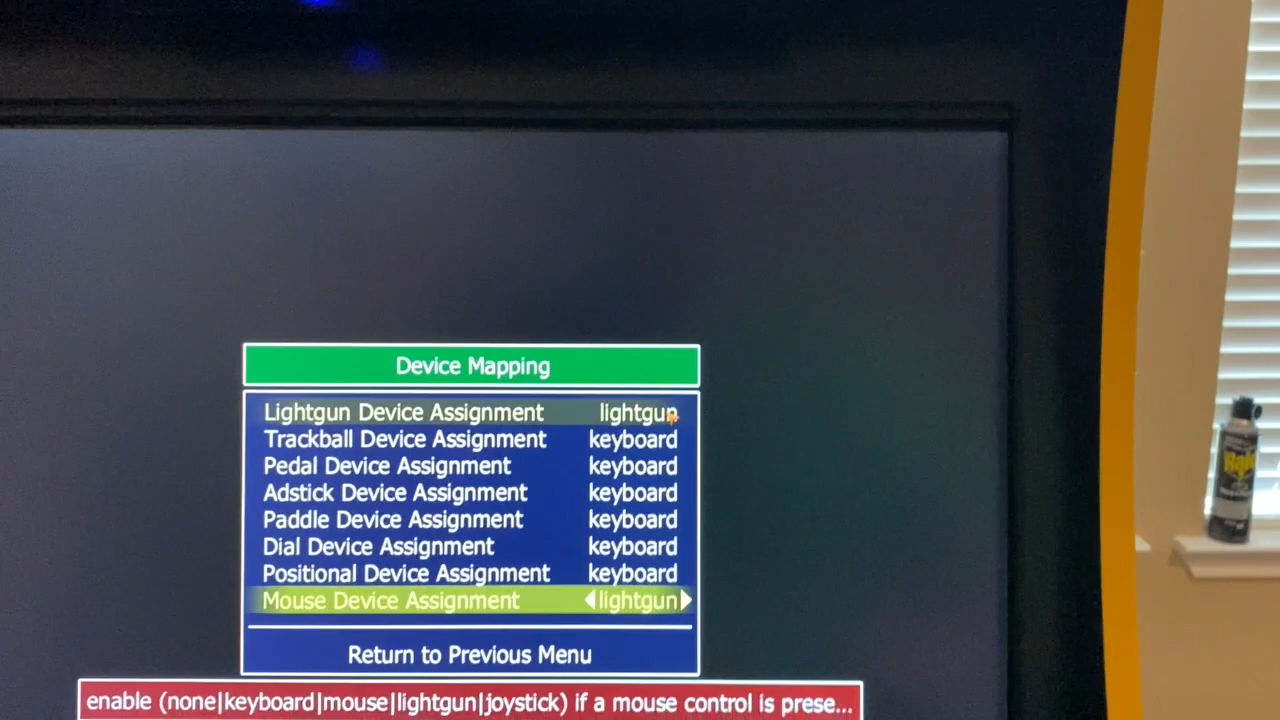 Device Mapping
Lightgun Device Assignment lightgun
Trackball Device Assignment keyboard
Pedal Device Assignment keyboard
Adstick Device Assignment keyboard
Paddle Device Assignment keyboard
Dial Device Assignment keyboard
Positional Device Assignment keyboard
Mouse Device Assignment lightgun
Return to Previous Menu
enable (none|keyboard|mouse|lightgun|joystick) if a mouse control is prese...